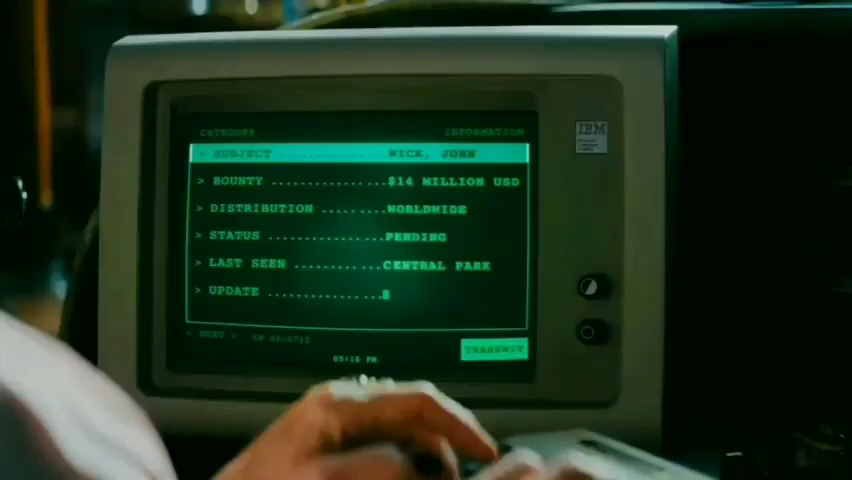 CATEGORY INFORMATION
> SUBJECT ................WICK, JOHN
> BOUNTY ................$14 MILLION USD
> DISTRIBUTION .........WORLDWIDE
> STATUS ................PENDING
> LAST SEEN ............CENTRAL PARK
> UPDATE ................
< NEXT >
05:16 PM
TRANSMIT
IBM